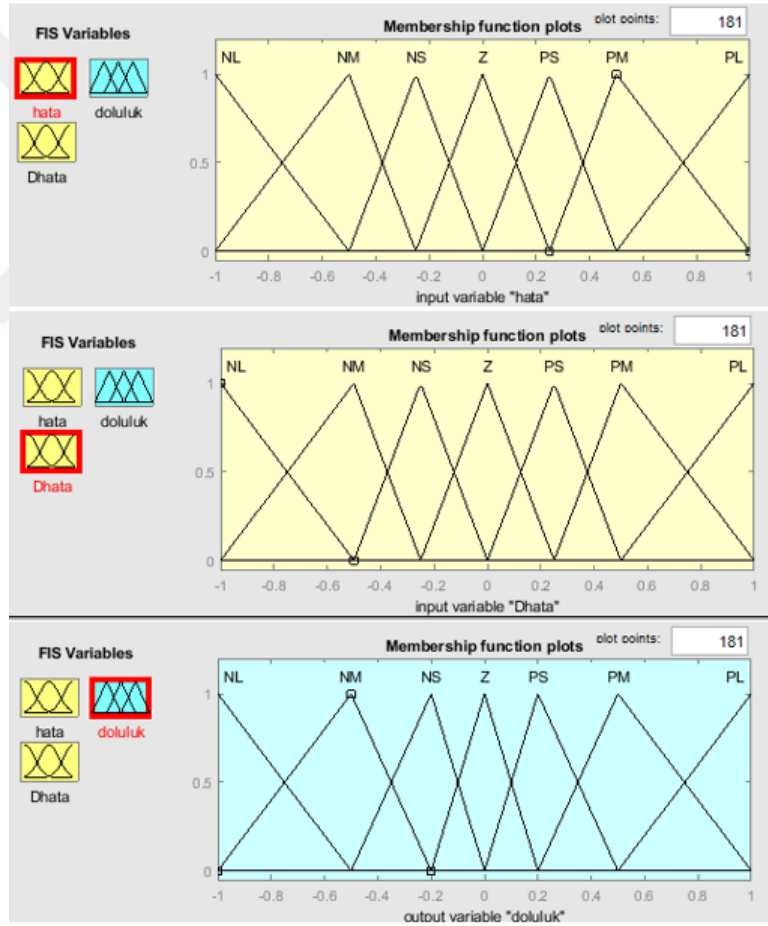 FIS Variables
hata doluluk
Dhata
Membership function plots plot points: 181
NL NM NS Z PS PM PL
1
0.5
0
-1 -0.8 -0.6 -0.4 -0.2 0 0.2 0.4 0.6 0.8 1
input variable "hata"
FIS Variables
hata doluluk
Dhata
Membership function plots plot points: 181
NL NM NS Z PS PM PL
1
0.5
0
-1 -0.8 -0.6 -0.4 -0.2 0 0.2 0.4 0.6 0.8 1
input variable "Dhata"
FIS Variables
hata doluluk
Dhata
Membership function plots plot points: 181
NL NM NS Z PS PM PL
1
0.5
0
-1 -0.8 -0.6 -0.4 -0.2 0 0.2 0.4 0.6 0.8 1
output variable "doluluk"